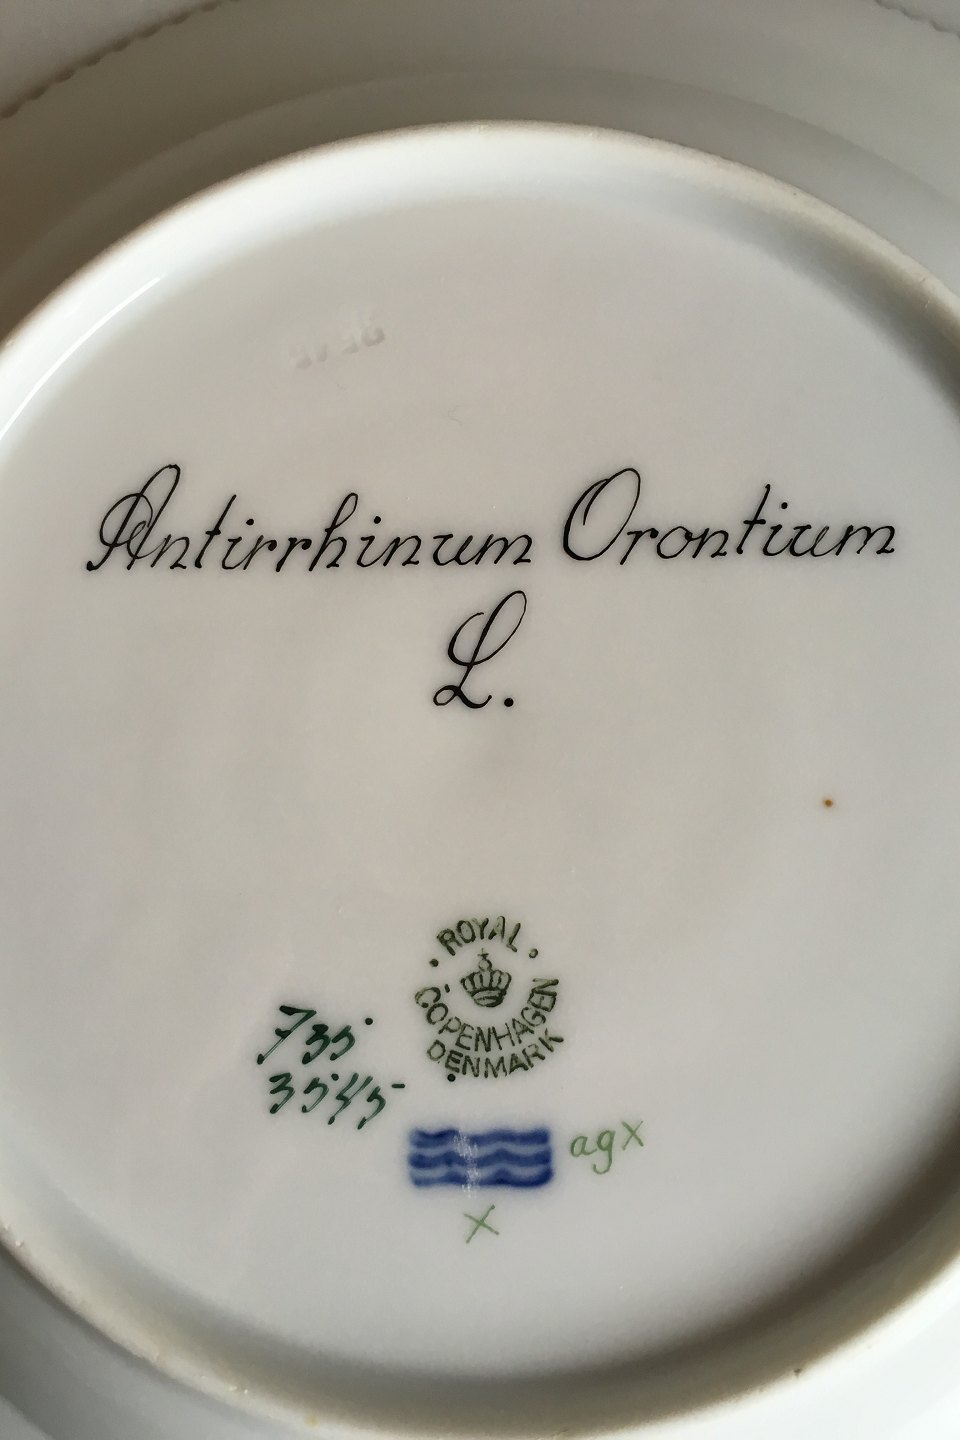 Antirrhinum Orontium
L.
ROYAL
COPENHAGEN
DENMARK
735.
3545
agx
X